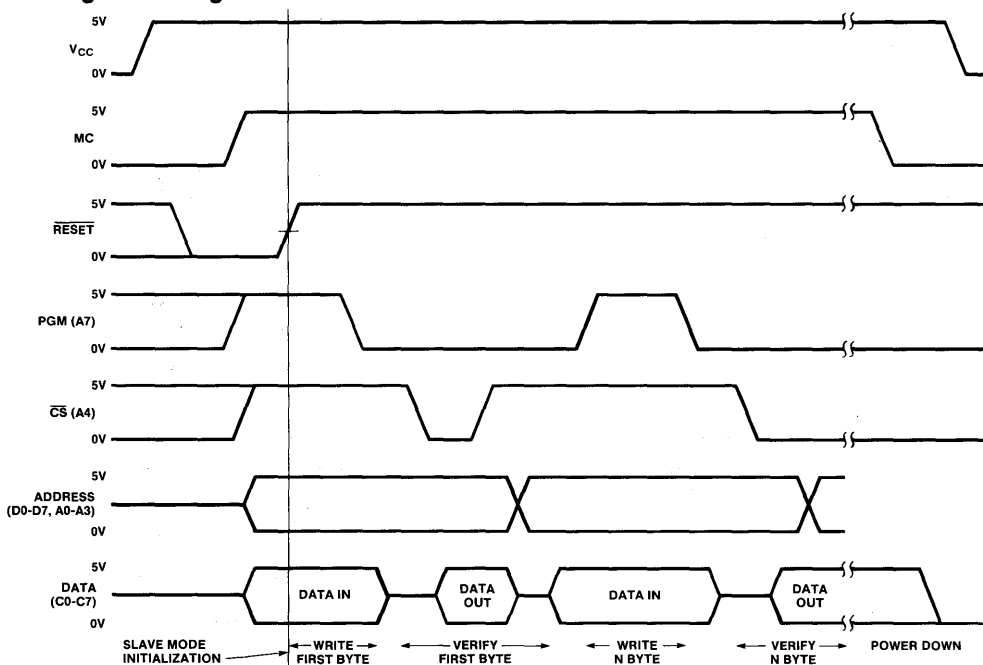 5V
VCC
0V
5V
MC
0V
5V
RESET
0V
5V
PGM (A7)
0V
5V
CS (A4)
0V
5V
ADDRESS
(D0-D7, A0-A3)
0V
5V
DATA
(C0-C7)
0V
DATA IN
DATA
OUT
DATA IN
DATA
OUT
SLAVE MODE
INITIALIZATION
WRITE
FIRST BYTE
VERIFY
FIRST BYTE
WRITE
N BYTE
VERIFY
N BYTE
POWER DOWN